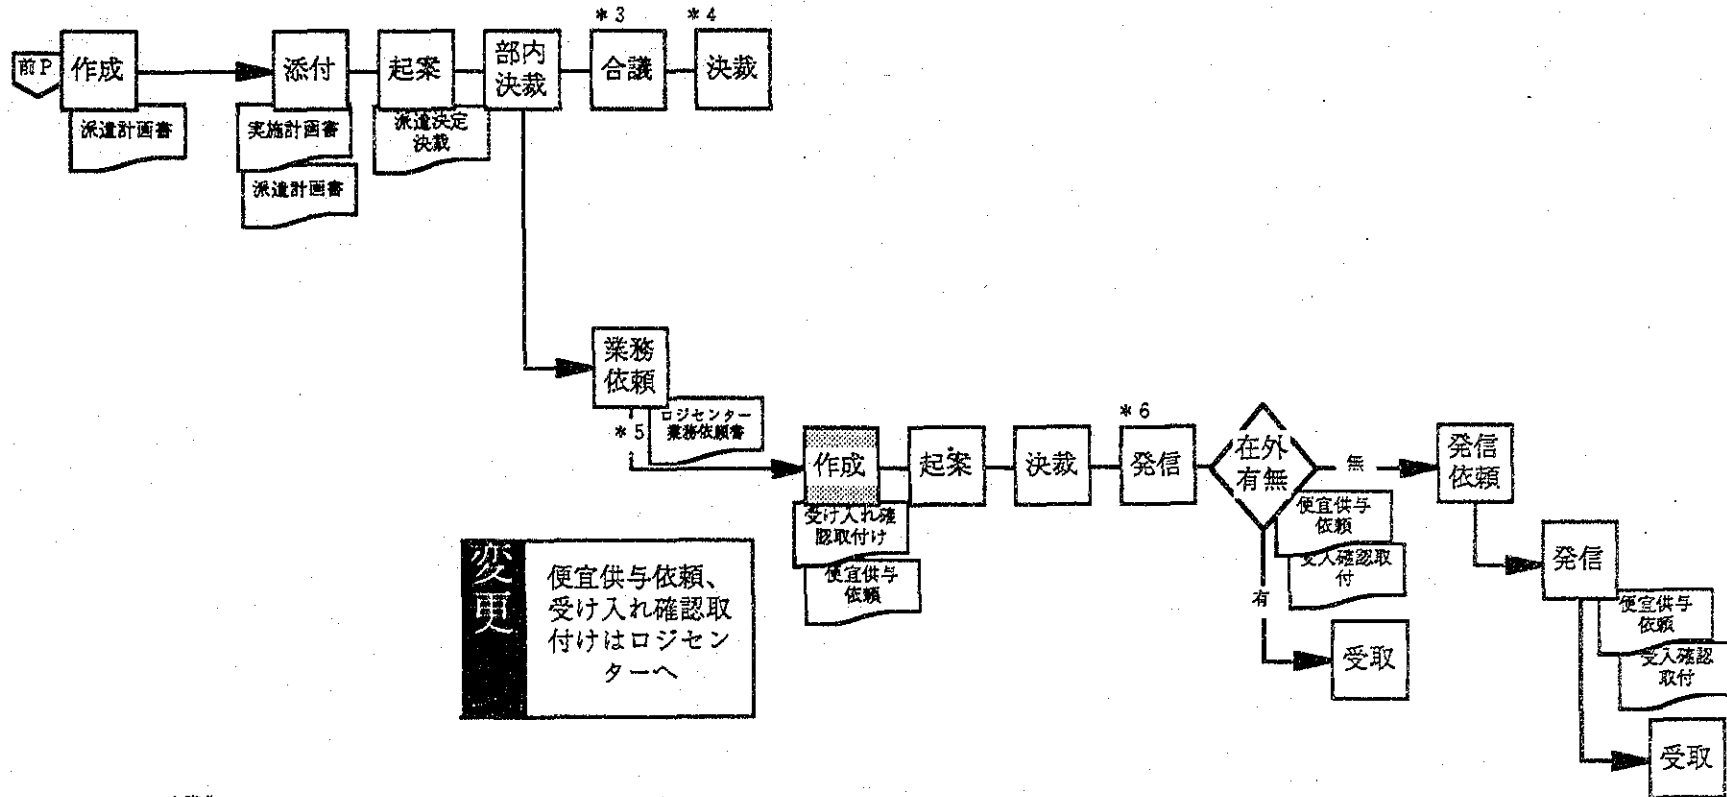 *3
*4
前P
作成
添付
起案
部内
決裁
合議
決裁
派遣計画書
実施計画書
派遣計画書
派遣決定
決裁
業務
依頼
*5
ロジセンター
業務依頼書
*6
作成
起案
決裁
発信
在外
有無
無
発信
依頼
受け入れ確
認取付け
便宜供与
依頼
便宜供与
依頼
受入確認取
付
有
受取
発信
便宜供与
依頼
受入確認
取付
受取
変更
便宜供与依頼、
受け入れ確認取
付けはロジセン
ターへ